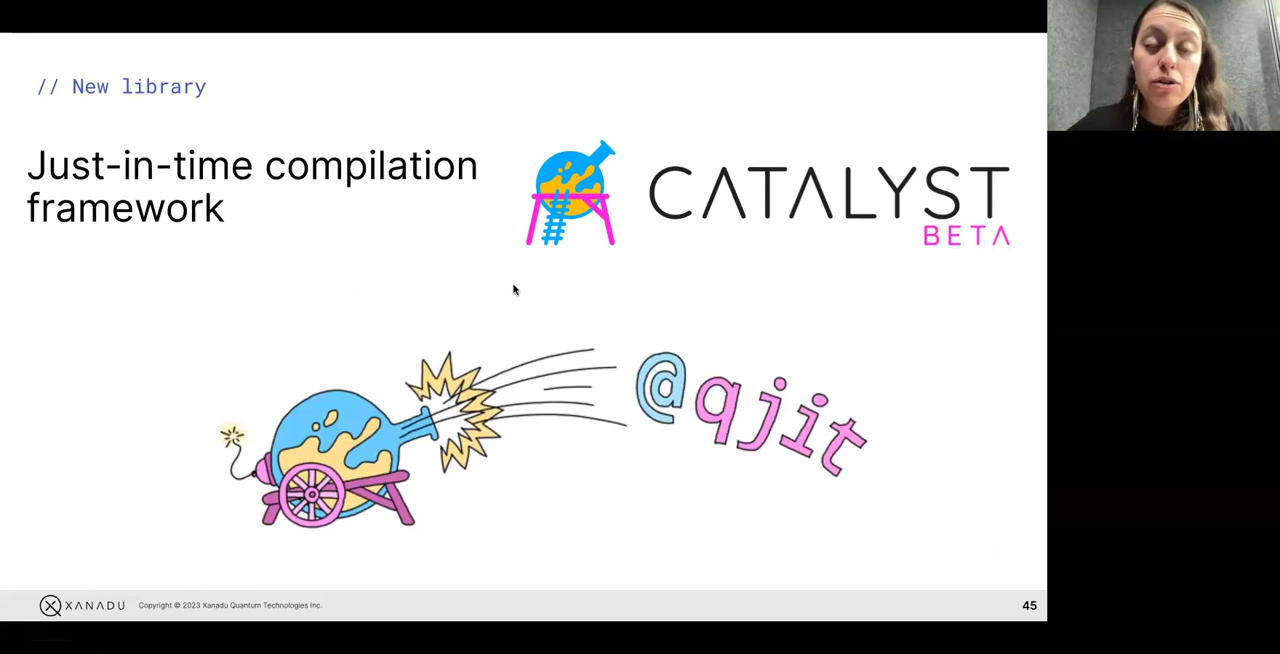 // New library
Just-in-time compilation
framework
CATALYST
BETA
@qjit
XANADU
Copyright © 2023 Xanadu Quantum Technologies Inc.
45